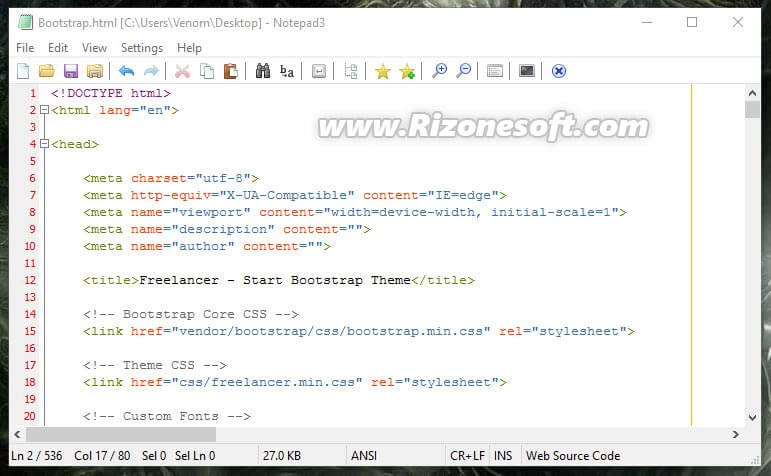 Bootstrap.html [C:\Users\Venom\Desktop] - Notepad3
File Edit View Settings Help
1 <!DOCTYPE html>
2 <html lang="en">
3
www.Rizonesoft.com
4 <head>
5
6 <meta charset="utf-8">
7 <meta http-equiv="X-UA-Compatible" content="IE=edge">
8 <meta name="viewport" content="width=device-width, initial-scale=1">
9 <meta name="description" content="">
10 <meta name="author" content="">
11
12 <title>Freelancer - Start Bootstrap Theme</title>
13
14 <!-- Bootstrap Core CSS -->
15 <link href="vendor/bootstrap/css/bootstrap.min.css" rel="stylesheet">
16
17 <!-- Theme CSS -->
18 <link href="css/freelancer.min.css" rel="stylesheet">
19
20 <!-- Custom Fonts -->
Ln 2 / 536 Col 17 / 80 Sel 0 Sel Ln 0 27.0 KB ANSI CR+LF INS Web Source Code